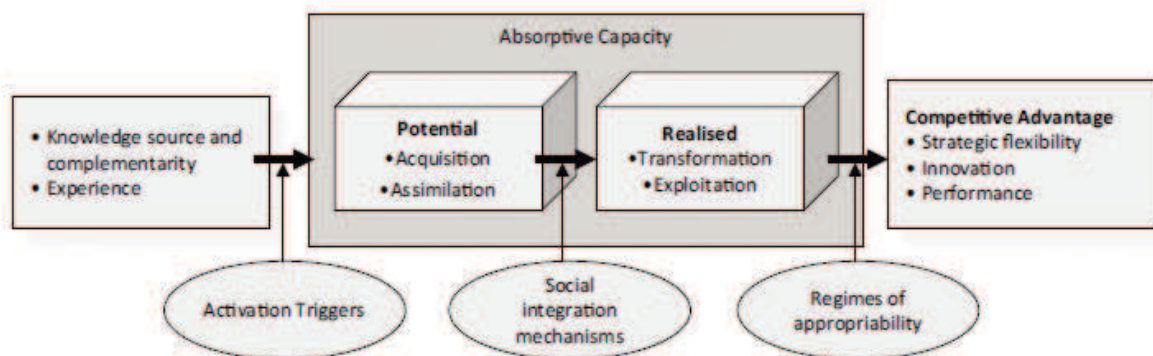 Absorptive Capacity
• Knowledge source and
complementarity
• Experience
Potential
•Acquisition
•Assimilation
Realised
•Transformation
•Exploitation
Competitive Advantage
• Strategic flexibility
• Innovation
• Performance
Activation Triggers
Social
integration
mechanisms
Regimes of
appropriability